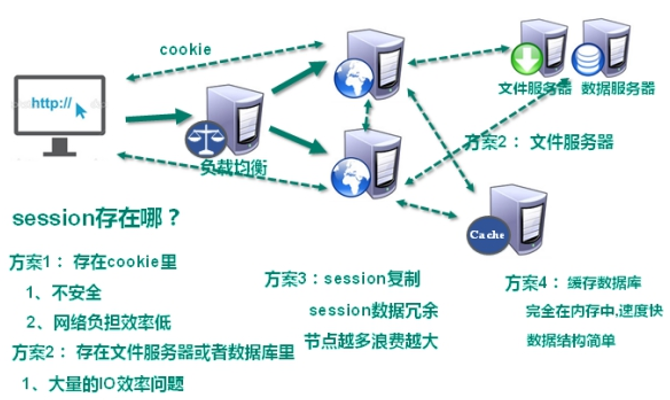 cookie
http://
负载均衡
文件服务器
数据服务器
方案2： 文件服务器
Cache
session存在哪？
方案1： 存在cookie里
1、不安全
2、网络负担效率低
方案2： 存在文件服务器或者数据库里
1、大量的IO效率问题
方案3：session复制
session数据冗余
节点越多浪费越大
方案4： 缓存数据库
完全在内存中,速度快
数据结构简单